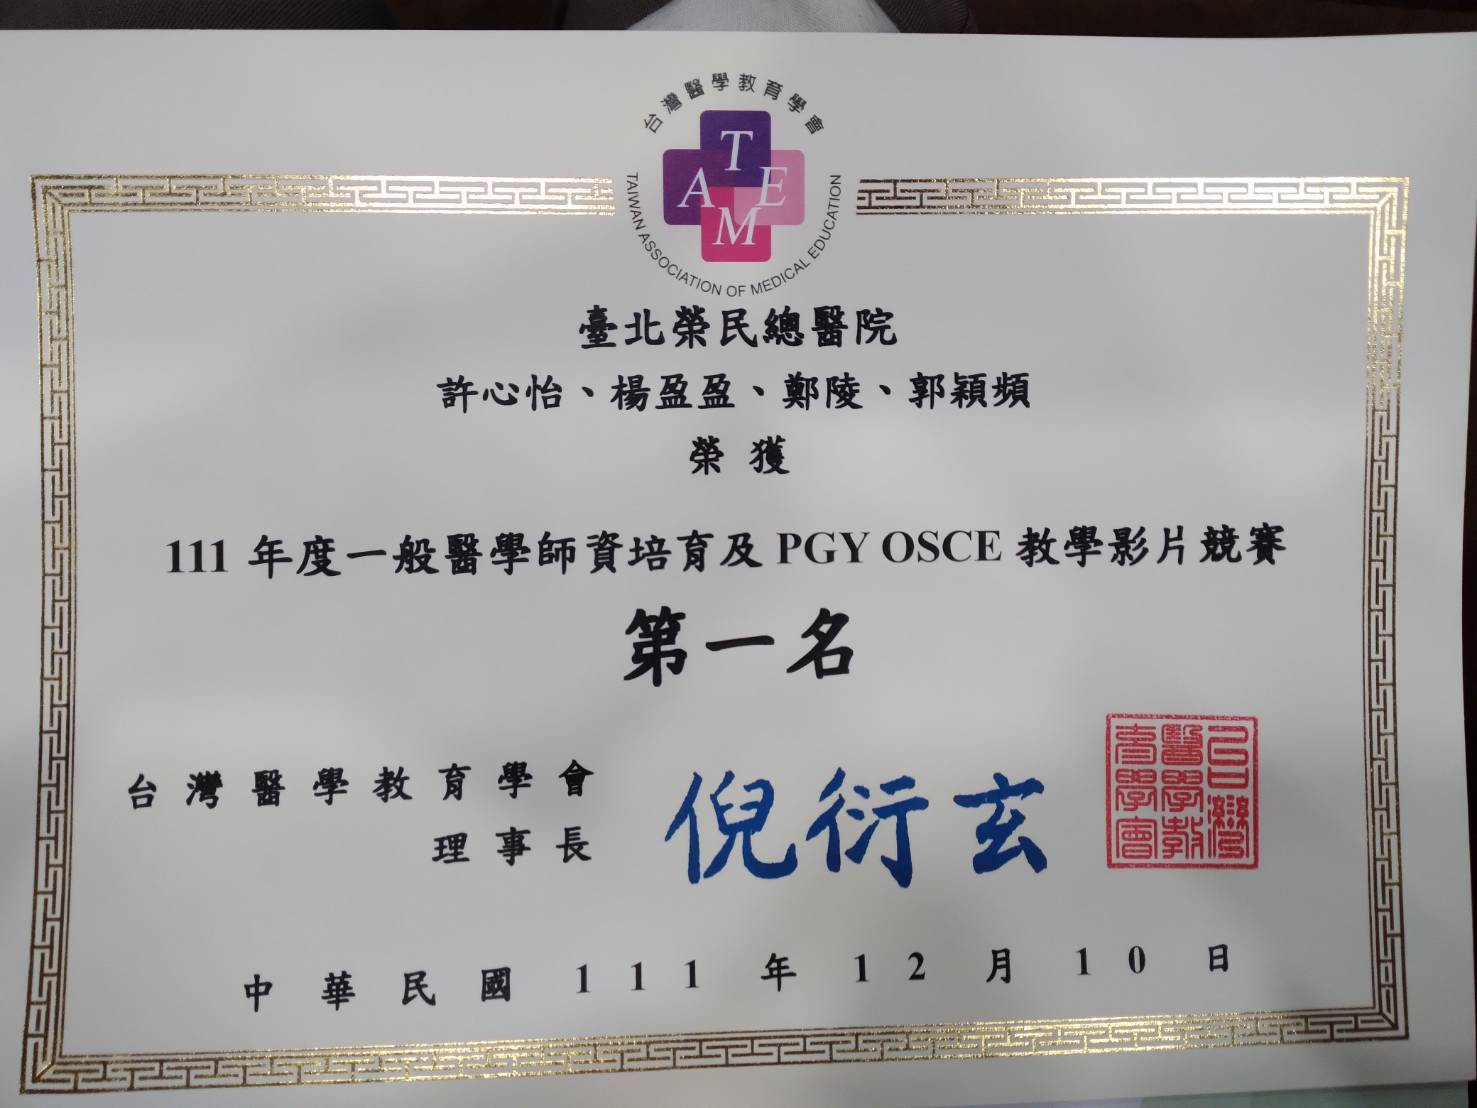 台灣醫學教育學會
TAME
TAIWAN ASSOCIATION OF MEDICAL EDUCATION
臺北榮民總醫院
許心怡、楊盈盈、鄭陵、郭穎頻
榮獲
111 年度一般醫學師資培育及 PGY OSCE 教學影片競賽
第一名
台灣醫學教育學會
理事長
倪衍玄
台灣醫學教育學會
中華民國 111 年 12 月 10 日